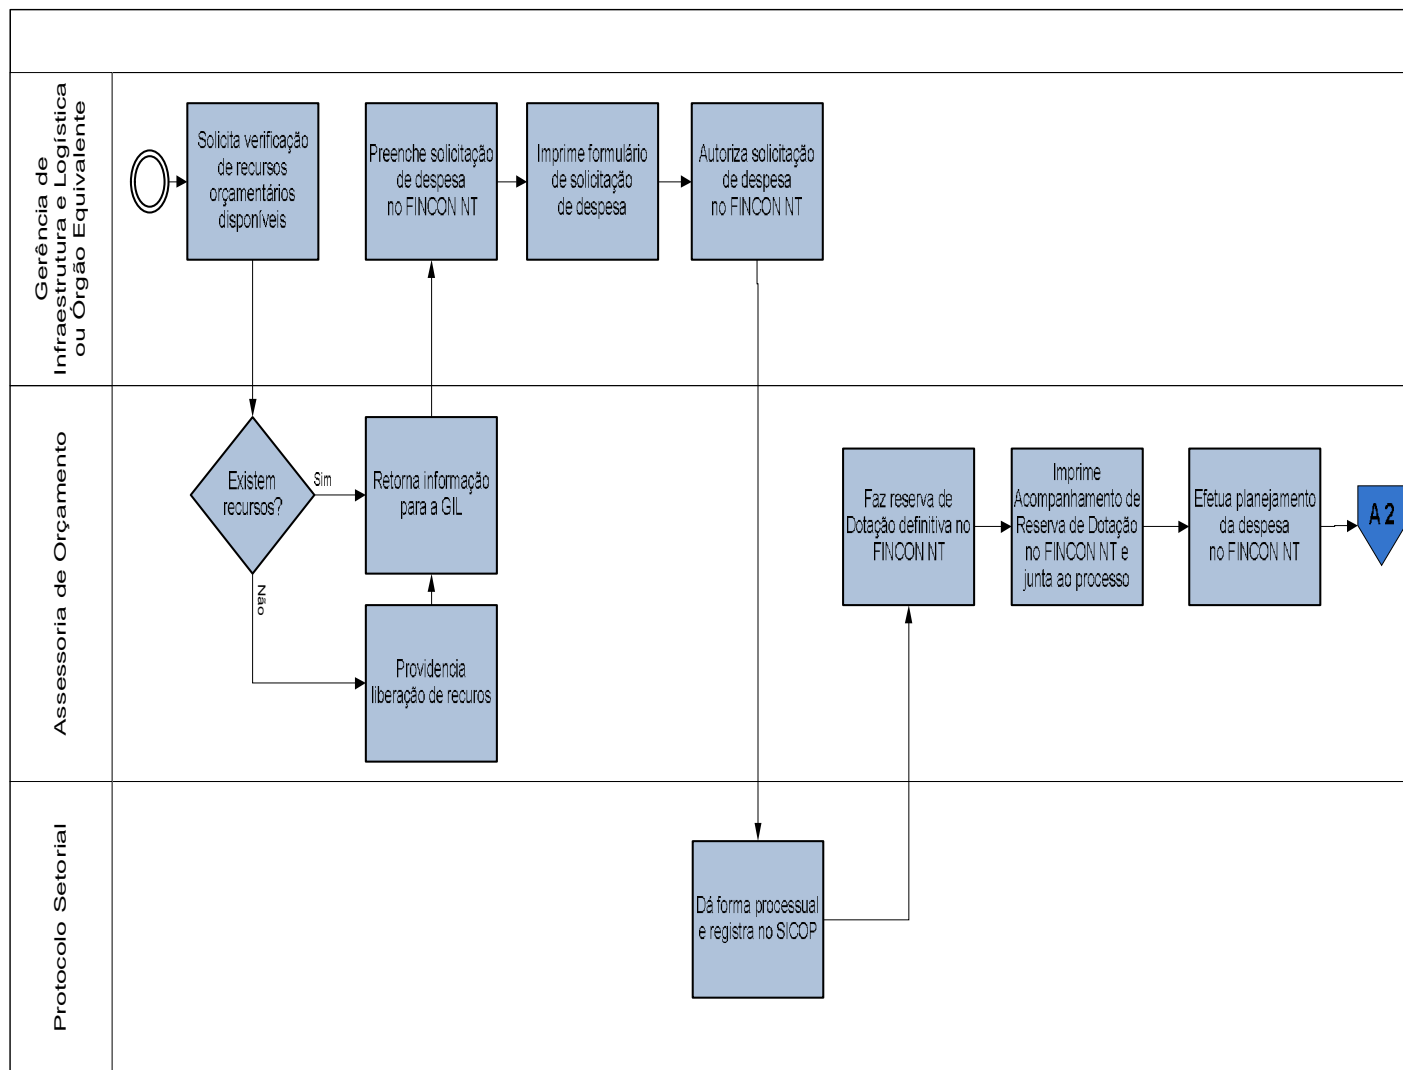 Gerência de
Infraestrutura e Logística
ou Órgão Equivalente
Solicita verificação
de recursos
orçamentários
disponíveis
Preenche solicitação
de despesa
no FINCON NT
Imprime formulário
de solicitação
de despesa
Autoriza solicitação
de despesa
no FINCON NT
Assessoria de Orçamento
Existem
recursos?
Sim
Não
Retorna informação
para a GIL
Providencia
liberação de recuros
Faz reserva de
Dotação definitiva no
FINCON NT
Imprime
Acompanhamento de
Reserva de Dotação
no FINCON NT e
junta ao processo
Efetua planejamento
da despesa
no FINCON NT
A 2
Protocolo Setorial
Dá forma processual
e registra no SICOP